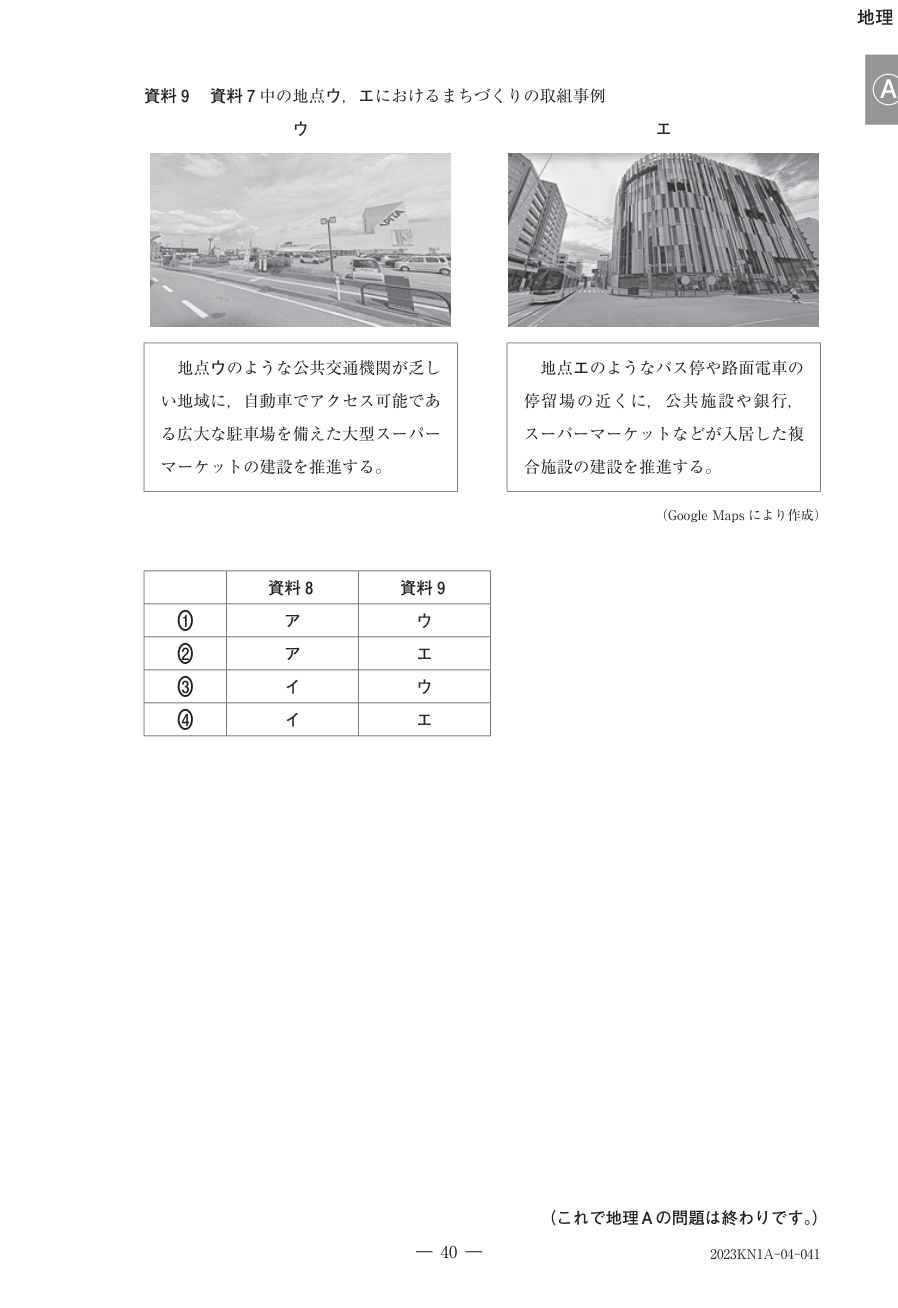 地理
Ⓐ
資料9 資料7中の地点ウ，エにおけるまちづくりの取組事例
ウ
エ
APITA
地点ウのような公共交通機関が乏し
い地域に，自動車でアクセス可能であ
る広大な駐車場を備えた大型スーパー
マーケットの建設を推進する。
地点エのようなバス停や路面電車の
停留場の近くに，公共施設や銀行，
スーパーマーケットなどが入居した複
合施設の建設を推進する。
（Google Maps により作成）
資料8 資料9
① ア ウ
② ア エ
③ イ ウ
④ イ エ
（これで地理Aの問題は終わりです。）
― 40 ―
2023KN1A-04-041